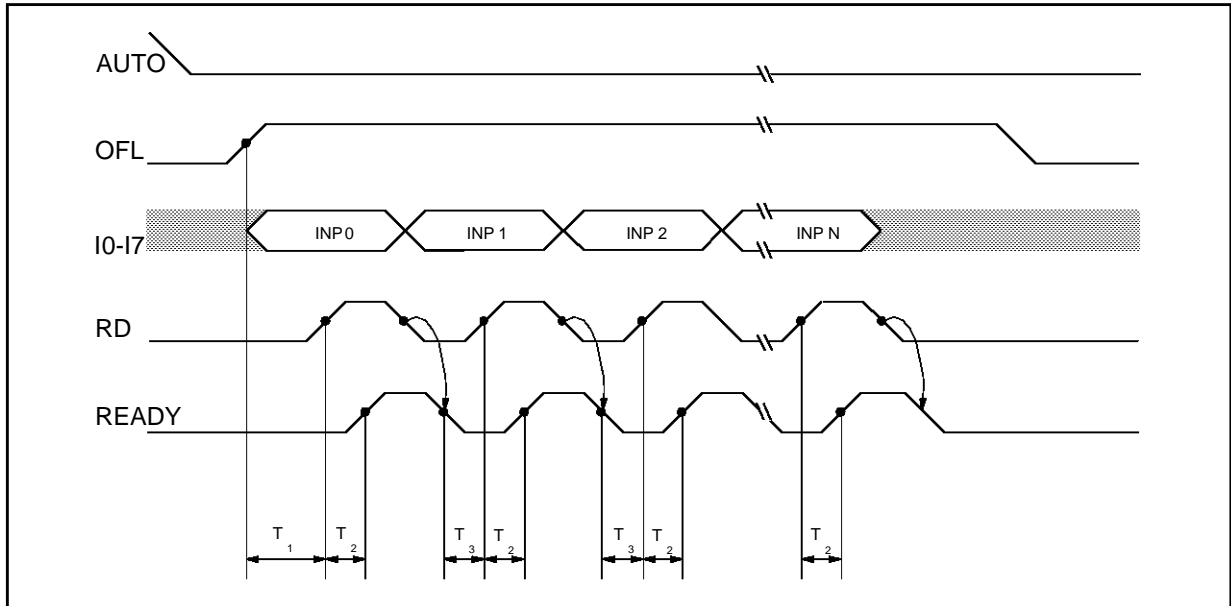 AUTO
OFL
I0-I7
INP 0
INP 1
INP 2
INP N
RD
READY
T1
T2
T3
T2
T3
T2
T2